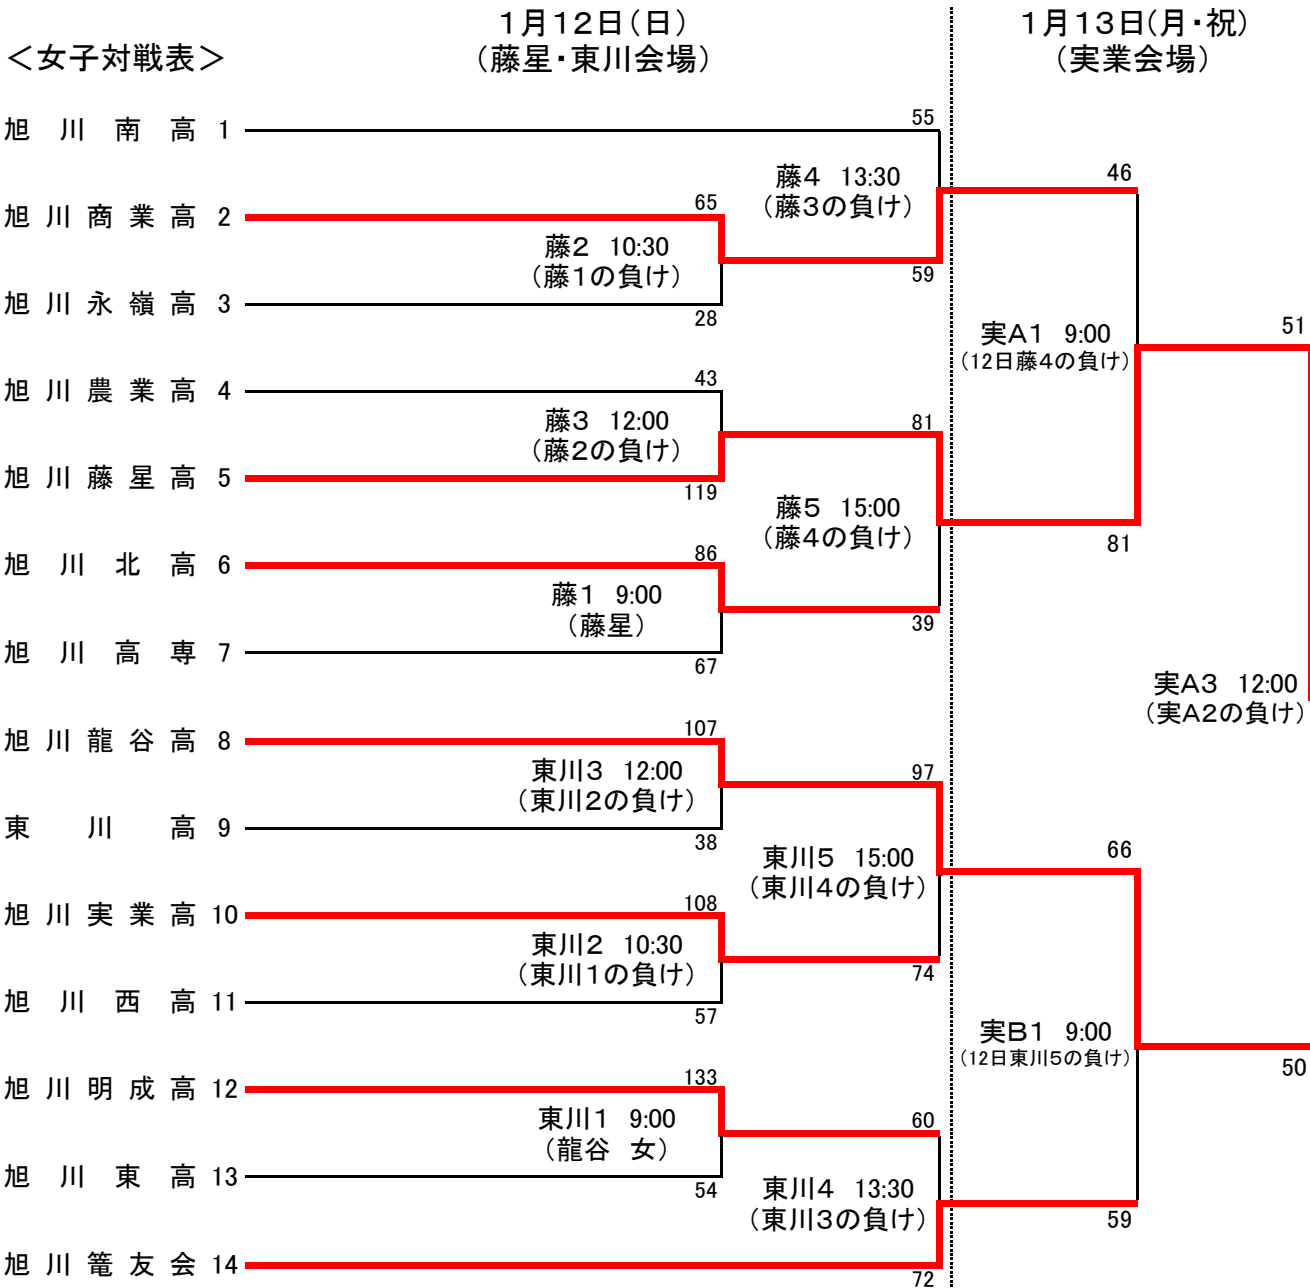 1月12日(日)
1月13日(月・祝)
＜女子対戦表＞
(藤星・東川会場)
(実業会場)
旭川南高 1
55
藤4 13:30
(藤3の負け)
46
旭川商業高 2
65
藤2 10:30
(藤1の負け)
59
旭川永嶺高 3
28
実A1 9:00
(12日藤4の負け)
51
旭川農業高 4
43
藤3 12:00
(藤2の負け)
81
旭川藤星高 5
119
藤5 15:00
(藤4の負け)
81
旭川北高 6
86
藤1 9:00
(藤星)
39
旭川高専 7
67
実A3 12:00
(実A2の負け)
旭川龍谷高 8
107
東川3 12:00
(東川2の負け)
97
東川高 9
38
東川5 15:00
(東川4の負け)
66
旭川実業高 10
108
東川2 10:30
(東川1の負け)
74
旭川西高 11
57
実B1 9:00
(12日東川5の負け)
50
旭川明成高 12
133
東川1 9:00
(龍谷 女)
60
旭川東高 13
54
東川4 13:30
(東川3の負け)
59
旭川篭友会 14
72